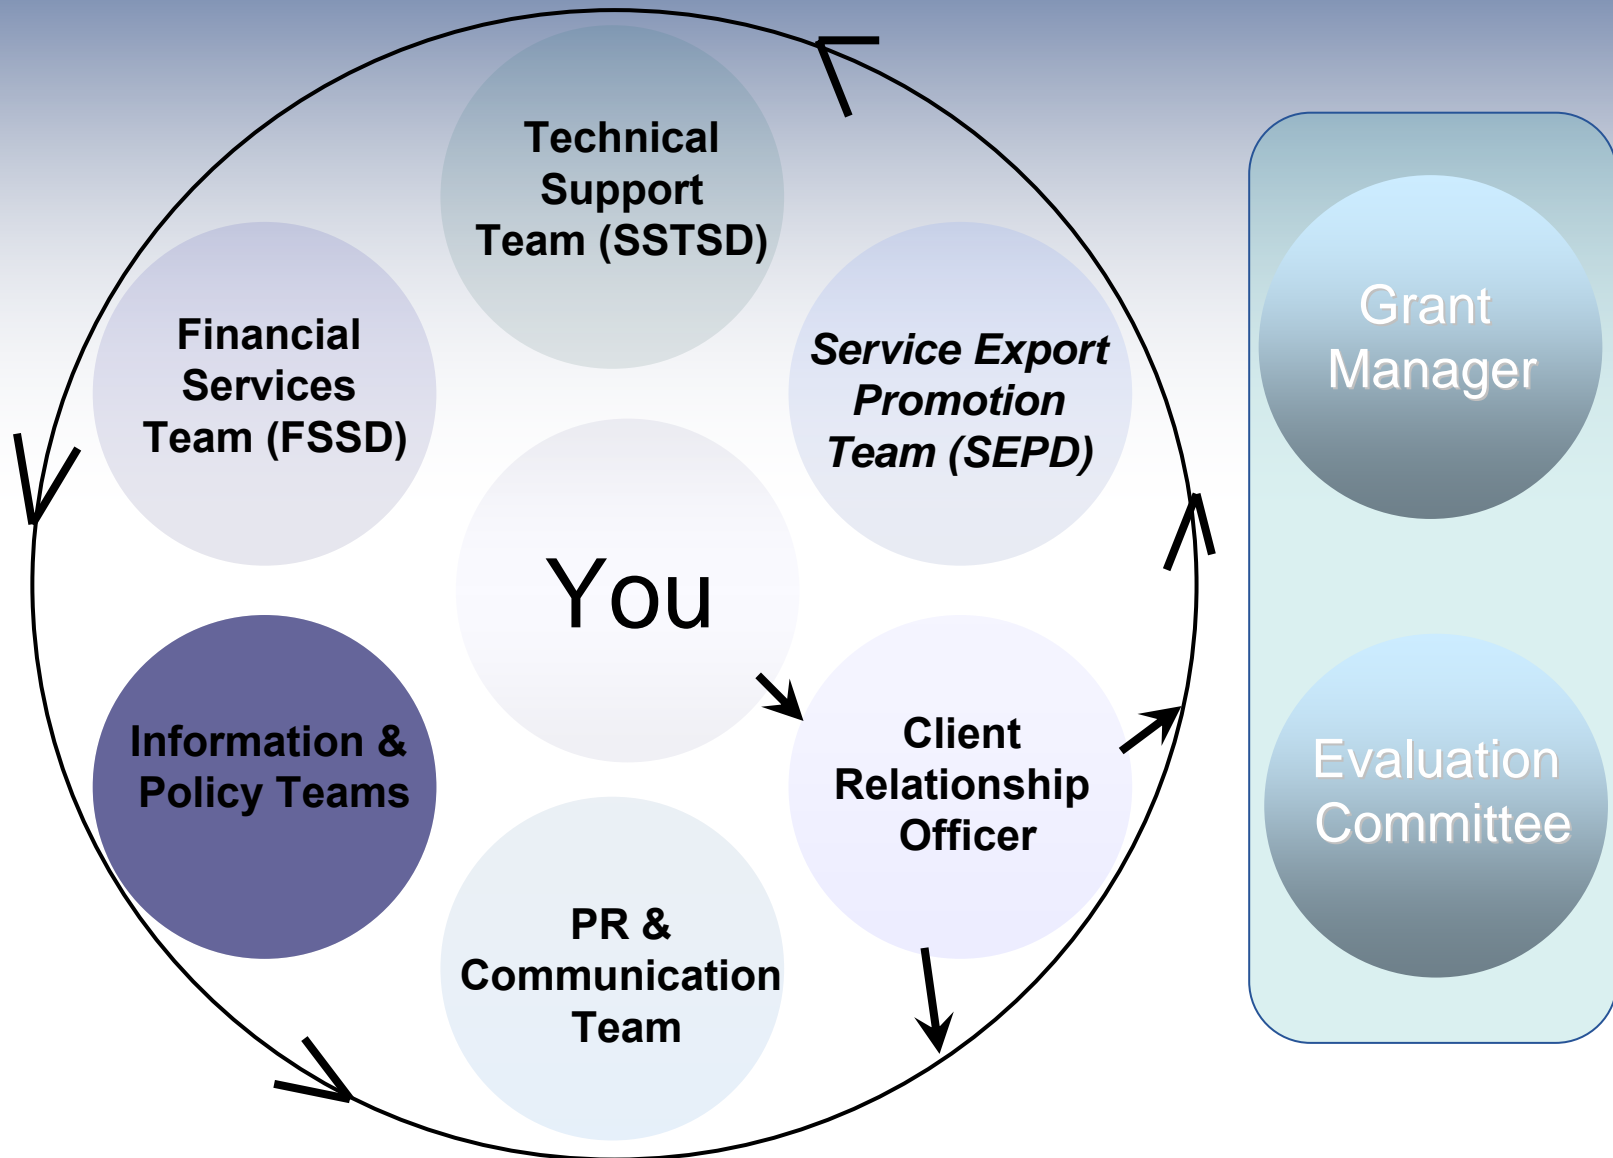 Technical
Support
Team (SSTSD)
Financial
Services
Team (FSSD)
Service Export
Promotion
Team (SEPD)
You
Information &
Policy Teams
Client
Relationship
Officer
PR &
Communication
Team
Grant
Manager
Evaluation
Committee